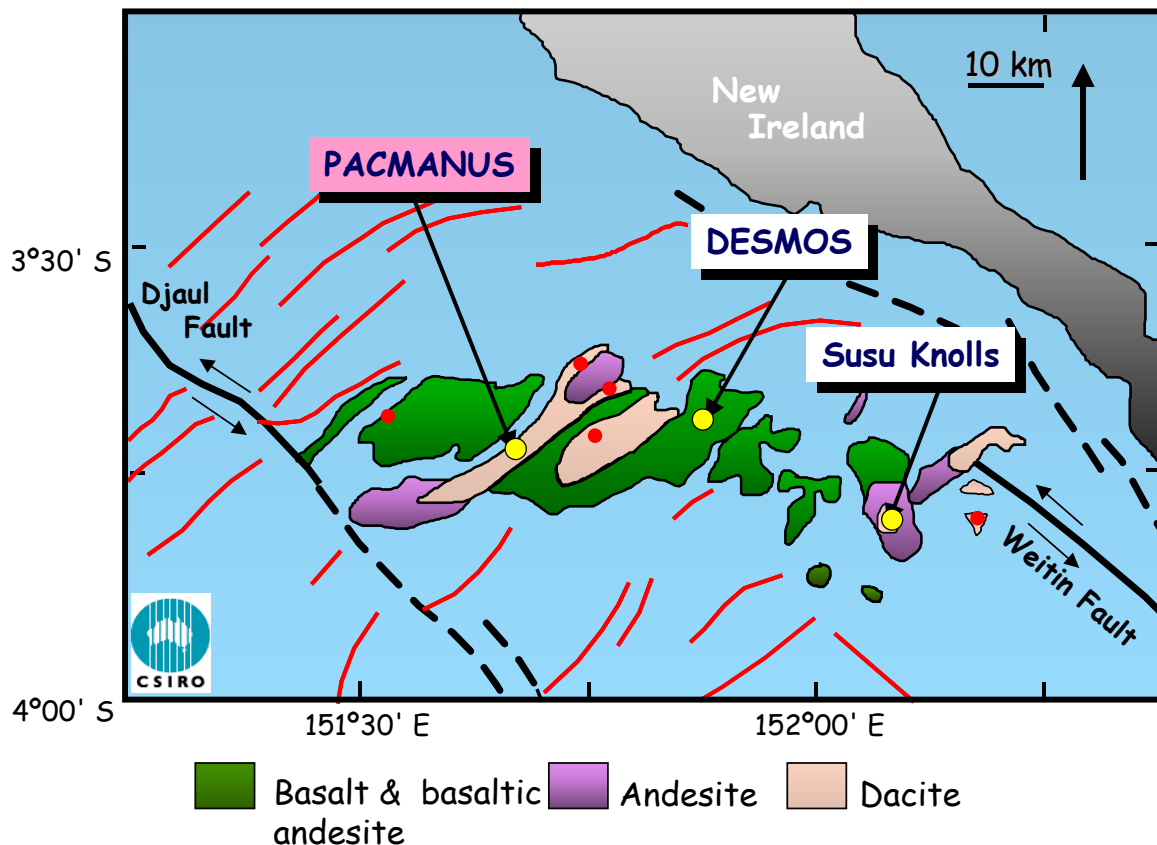 10 km
New
Ireland
PACMANUS
DESMOS
3°30' S
Djaul
Fault
Susu Knolls
Weitin Fault
CSIRO
4°00' S
151°30' E
152°00' E
Basalt & basaltic
andesite
Andesite
Dacite